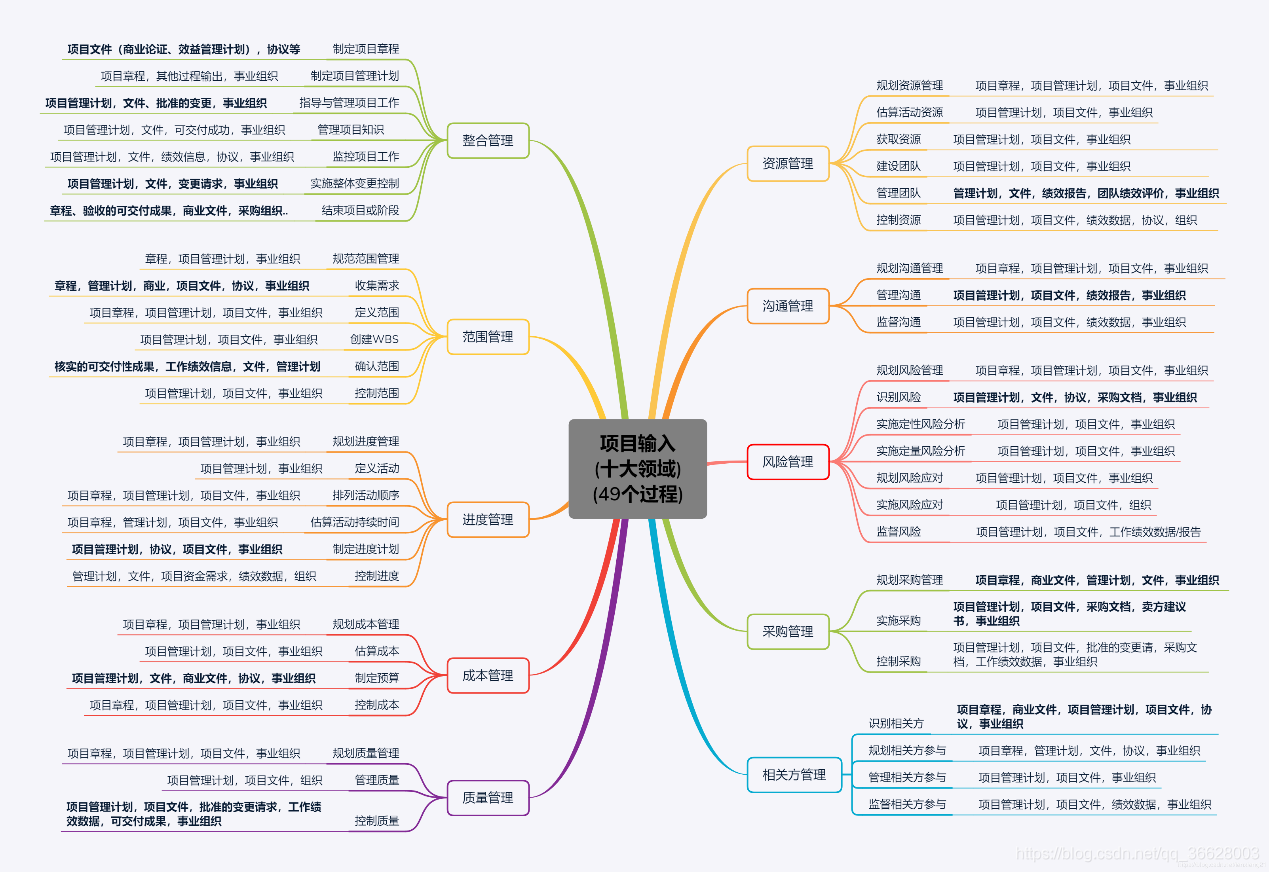 项目输入
(十大领域)
(49个过程)
整合管理
项目文件（商业论证、效益管理计划），协议等 制定项目章程
项目章程，其他过程输出，事业组织 制定项目管理计划
项目管理计划，文件、批准的变更，事业组织 指导与管理项目工作
项目管理计划，文件，可交付成功，事业组织 管理项目知识
项目管理计划，文件，绩效信息，协议，事业组织 监控项目工作
项目管理计划，文件，变更请求，事业组织 实施整体变更控制
章程、验收的可交付成果，商业文件，采购组织.. 结束项目或阶段
范围管理
章程，项目管理计划，事业组织 规范范围管理
章程，管理计划，商业，项目文件，协议，事业组织 收集需求
项目章程，项目管理计划，项目文件，事业组织 定义范围
项目管理计划，项目文件，事业组织 创建WBS
核实的可交付性成果，工作绩效信息，文件，管理计划 确认范围
项目管理计划，项目文件，事业组织 控制范围
进度管理
项目章程，项目管理计划，事业组织 规划进度管理
项目管理计划，事业组织 定义活动
项目章程，项目管理计划，项目文件，事业组织 排列活动顺序
项目章程，管理计划，项目文件，事业组织 估算活动持续时间
项目管理计划，协议，项目文件，事业组织 制定进度计划
管理计划，文件，项目资金需求，绩效数据，组织 控制进度
成本管理
项目章程，项目管理计划，事业组织 规划成本管理
项目管理计划，项目文件，事业组织 估算成本
项目管理计划，文件，商业文件，协议，事业组织 制定预算
项目章程，项目管理计划，项目文件，事业组织 控制成本
质量管理
项目章程，项目管理计划，项目文件，事业组织 规划质量管理
项目管理计划，项目文件，组织 管理质量
项目管理计划，项目文件，批准的变更请求，工作绩
效数据，可交付成果，事业组织 控制质量
资源管理
规划资源管理 项目章程，项目管理计划，项目文件，事业组织
估算活动资源 项目管理计划，项目文件，事业组织
获取资源 项目管理计划，项目文件，事业组织
建设团队 项目管理计划，项目文件，事业组织
管理团队 管理计划，文件，绩效报告，团队绩效评价，事业组织
控制资源 项目管理计划，项目文件，绩效数据，协议，组织
沟通管理
规划沟通管理 项目章程，项目管理计划，项目文件，事业组织
管理沟通 项目管理计划，项目文件，绩效报告，事业组织
监督沟通 项目管理计划，项目文件，绩效数据，事业组织
风险管理
规划风险管理 项目章程，项目管理计划，项目文件，事业组织
识别风险 项目管理计划，文件，协议，采购文档，事业组织
实施定性风险分析 项目管理计划，项目文件，事业组织
实施定量风险分析 项目管理计划，项目文件，事业组织
规划风险应对 项目管理计划，项目文件，事业组织
实施风险应对 项目管理计划，项目文件，组织
监督风险 项目管理计划，项目文件，工作绩效数据/报告
采购管理
规划采购管理 项目章程，商业文件，管理计划，文件，事业组织
实施采购 项目管理计划，项目文件，采购文档，卖方建议
书，事业组织
控制采购 项目管理计划，项目文件，批准的变更请，采购文
档，工作绩效数据，事业组织
相关方管理
识别相关方 项目章程，商业文件，项目管理计划，项目文件，协
议，事业组织
规划相关方参与 项目章程，管理计划，文件，协议，事业组织
管理相关方参与 项目管理计划，项目文件，事业组织
监督相关方参与 项目管理计划，项目文件，绩效数据，事业组织
https://blog.csdn.net/qq_36628003